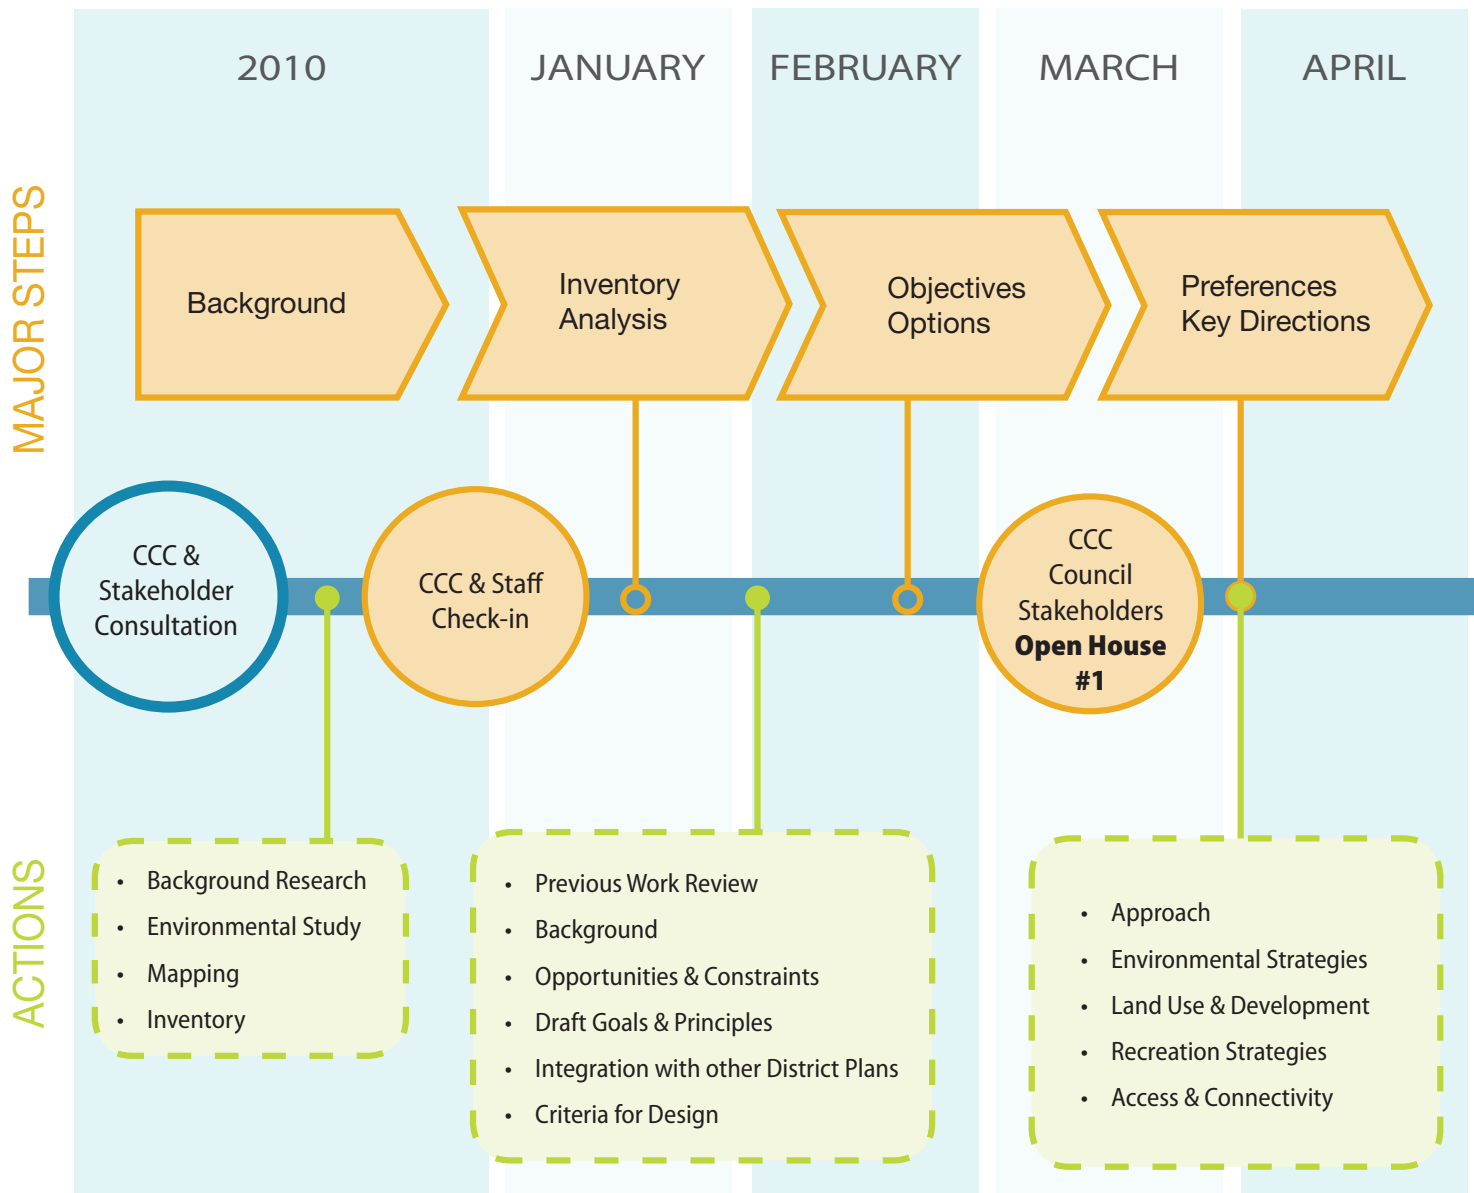 2010
JANUARY
FEBRUARY
MARCH
APRIL
MAJOR STEPS
Background
Inventory
Analysis
Objectives
Options
Preferences
Key Directions
CCC &
Stakeholder
Consultation
CCC & Staff
Check-in
CCC
Council
Stakeholders
Open House
#1
ACTIONS
• Background Research
• Environmental Study
• Mapping
• Inventory
• Previous Work Review
• Background
• Opportunities & Constraints
• Draft Goals & Principles
• Integration with other District Plans
• Criteria for Design
• Approach
• Environmental Strategies
• Land Use & Development
• Recreation Strategies
• Access & Connectivity